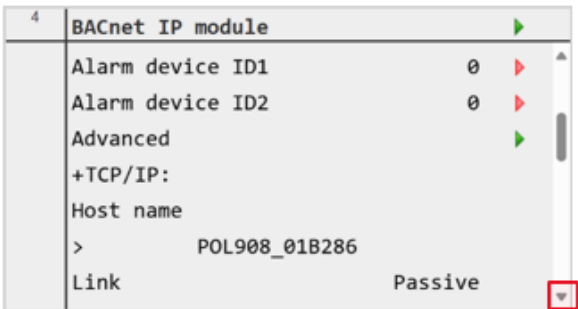 4
BACnet IP module
Alarm device ID1 0
Alarm device ID2 0
Advanced
+TCP/IP:
Host name
> POL908_01B286
Link Passive